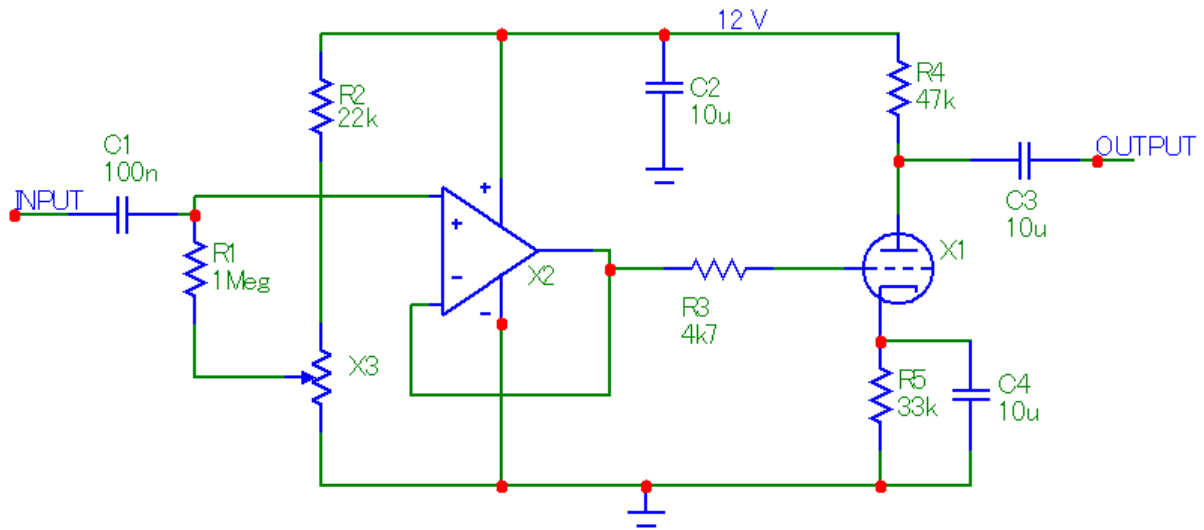 12 V
R2
22k
C2
10u
R4
47k
C1
100n
INPUT
OUTPUT
C3
10u
R1
1Meg
+
+
-
-
X2
X1
R3
4k7
X3
R5
33k
C4
10u